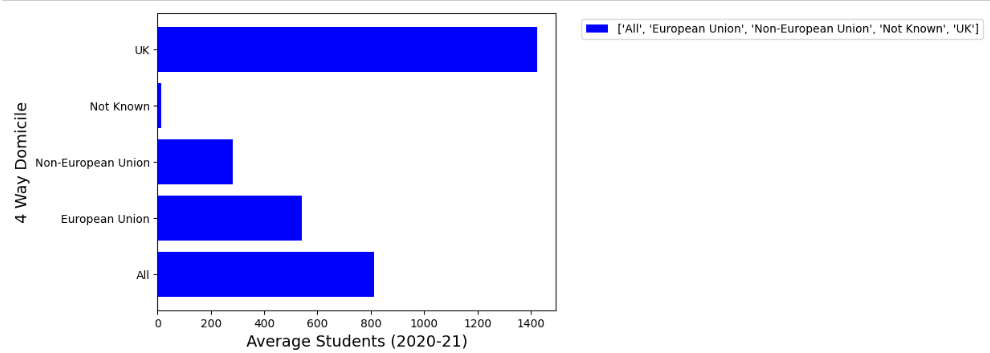 ['All', 'European Union', 'Non-European Union', 'Not Known', 'UK']
UK
Not Known
Non-European Union
European Union
All
4 Way Domicile
0 200 400 600 800 1000 1200 1400
Average Students (2020-21)